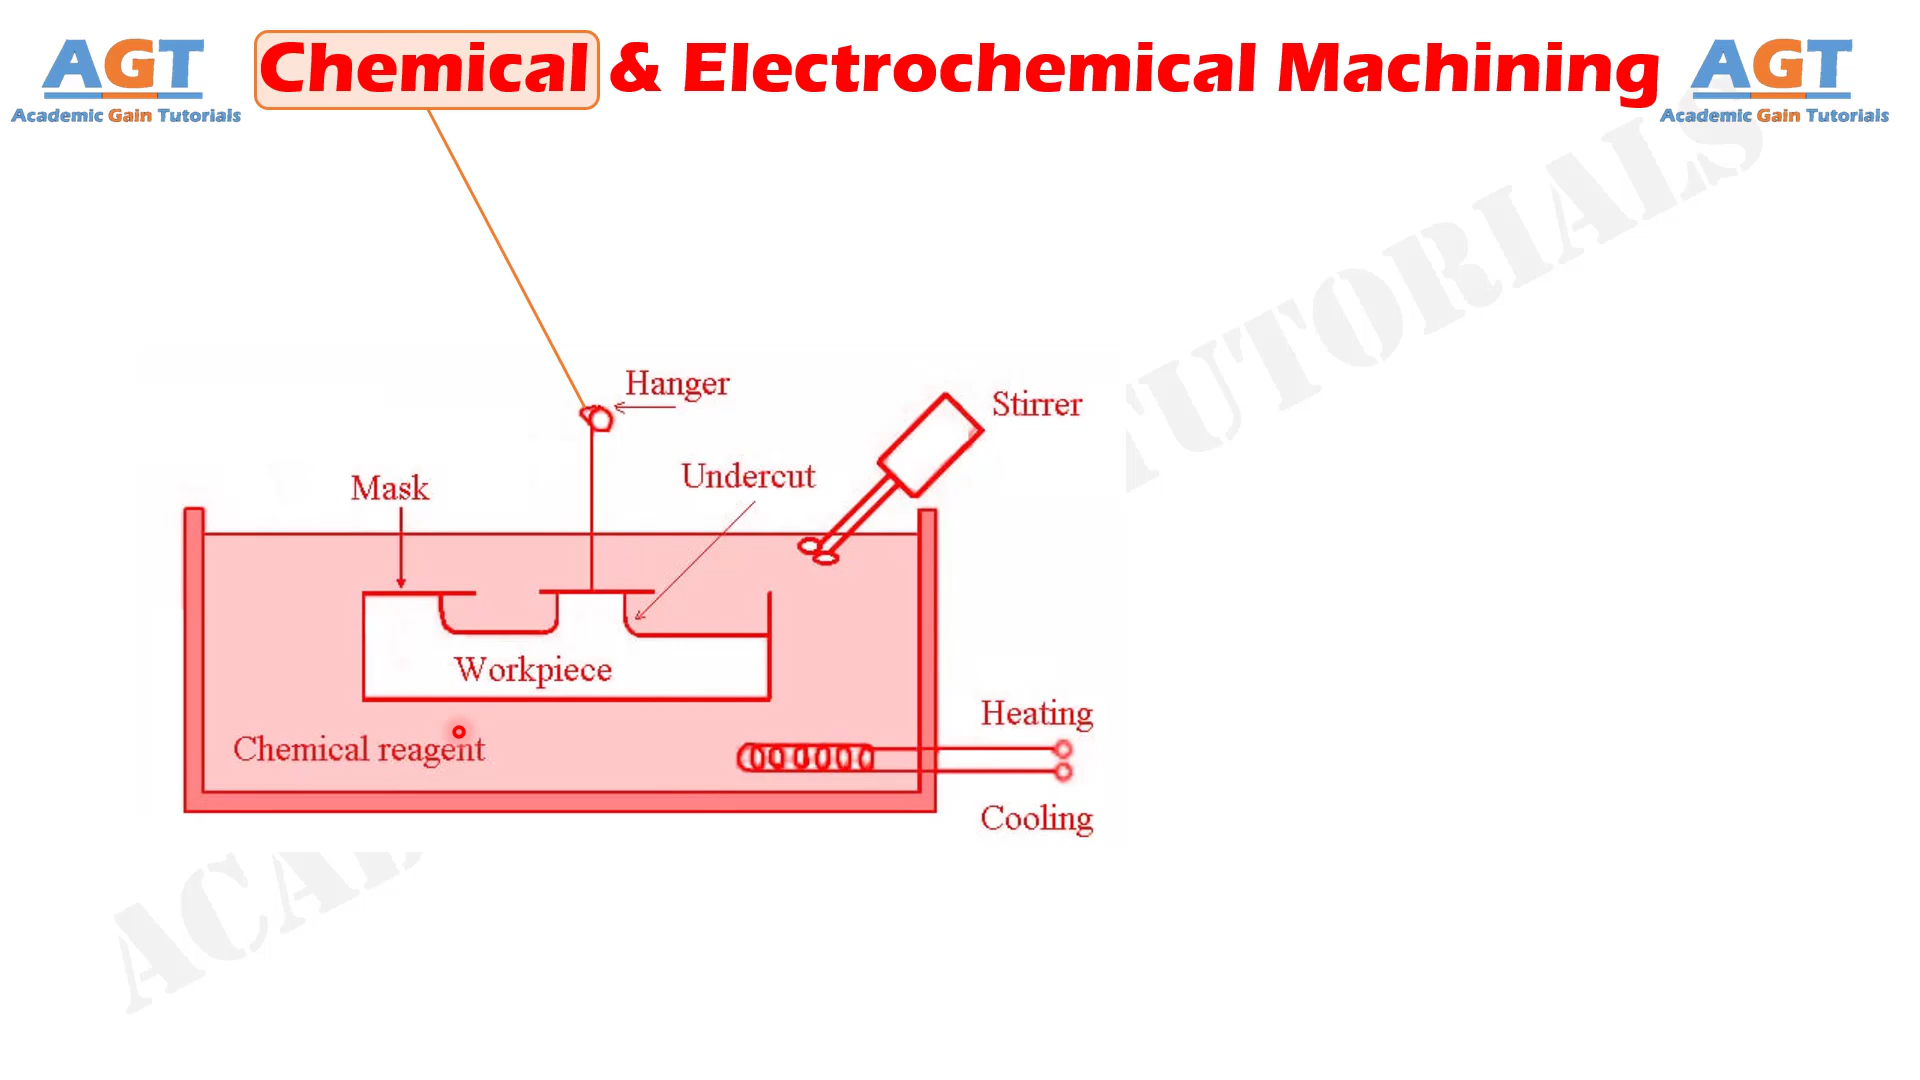 AGT
Academic Gain Tutorials
Chemical & Electrochemical Machining
AGT
Academic Gain Tutorials
Hanger
Stirrer
Undercut
Mask
Workpiece
Heating
Chemical reagent
Cooling
TUTORIALS